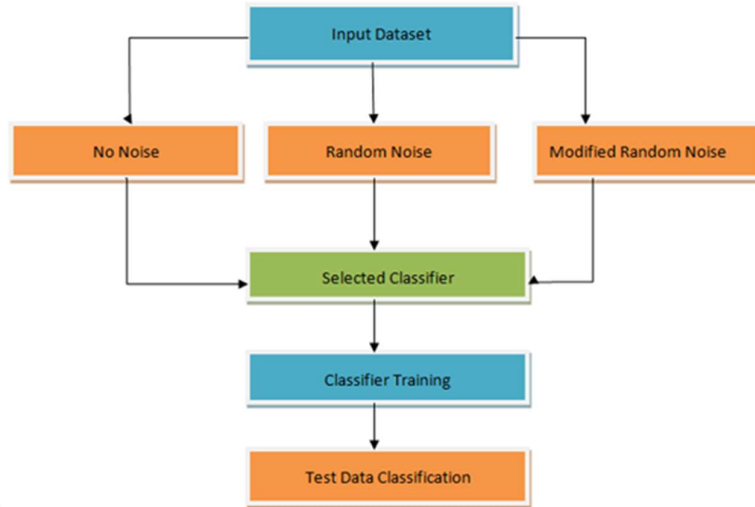 Input Dataset
No Noise
Random Noise
Modified Random Noise
Selected Classifier
Classifier Training
Test Data Classification